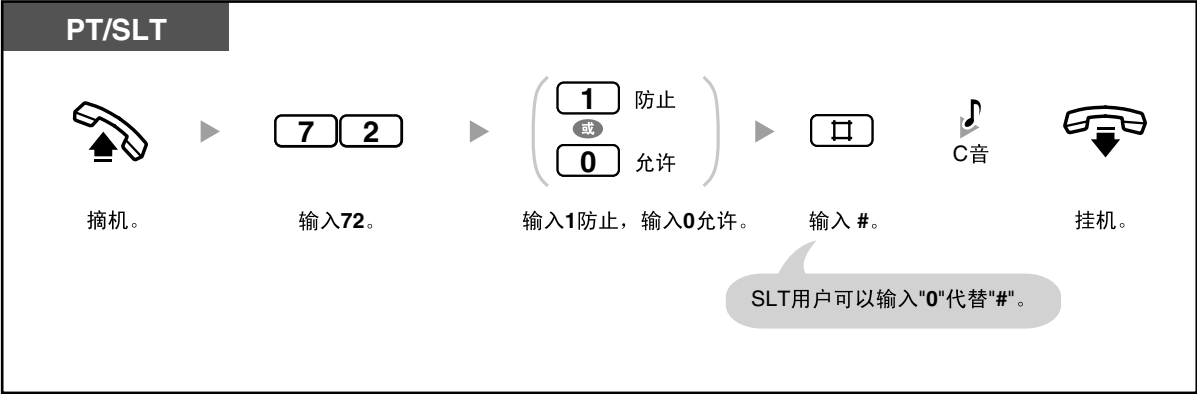 PT/SLT
7 2
1 防止
或
0 允许
#
C音
摘机。
输入72。
输入1防止，输入0允许。
输入 #。
挂机。
SLT用户可以输入"0"代替"#"。